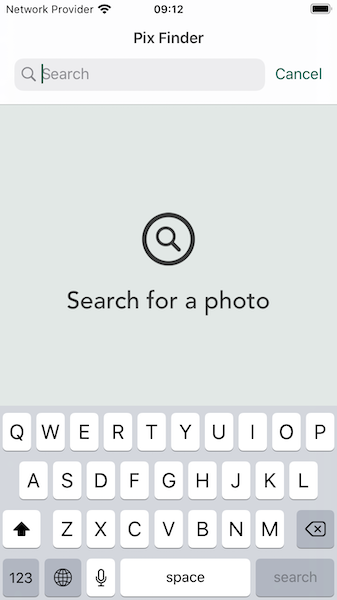 Network Provider 09:12
Pix Finder
Search Cancel
Search for a photo
Q W E R T Y U I O P
A S D F G H J K L
Z X C V B N M
123 space search